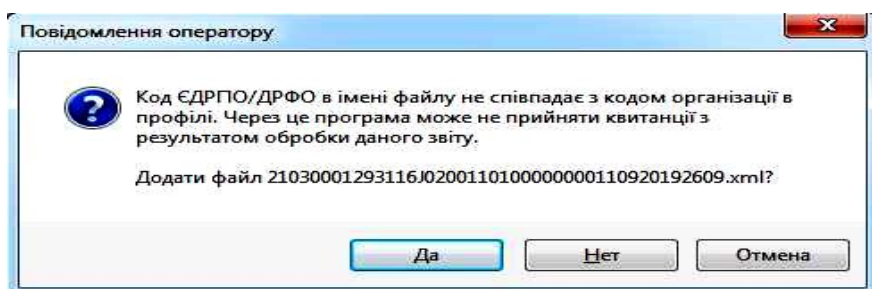 Повідомлення оператору
x
Код ЄДРПО/ДРФО в імені файлу не співпадає з кодом організації в
профілі. Через це програма може не прийняти квитанції з
результатом обробки даного звіту.
Додати файл 21030001293116J0200110100000000110920192609.xml?
Да
Нет
Отмена